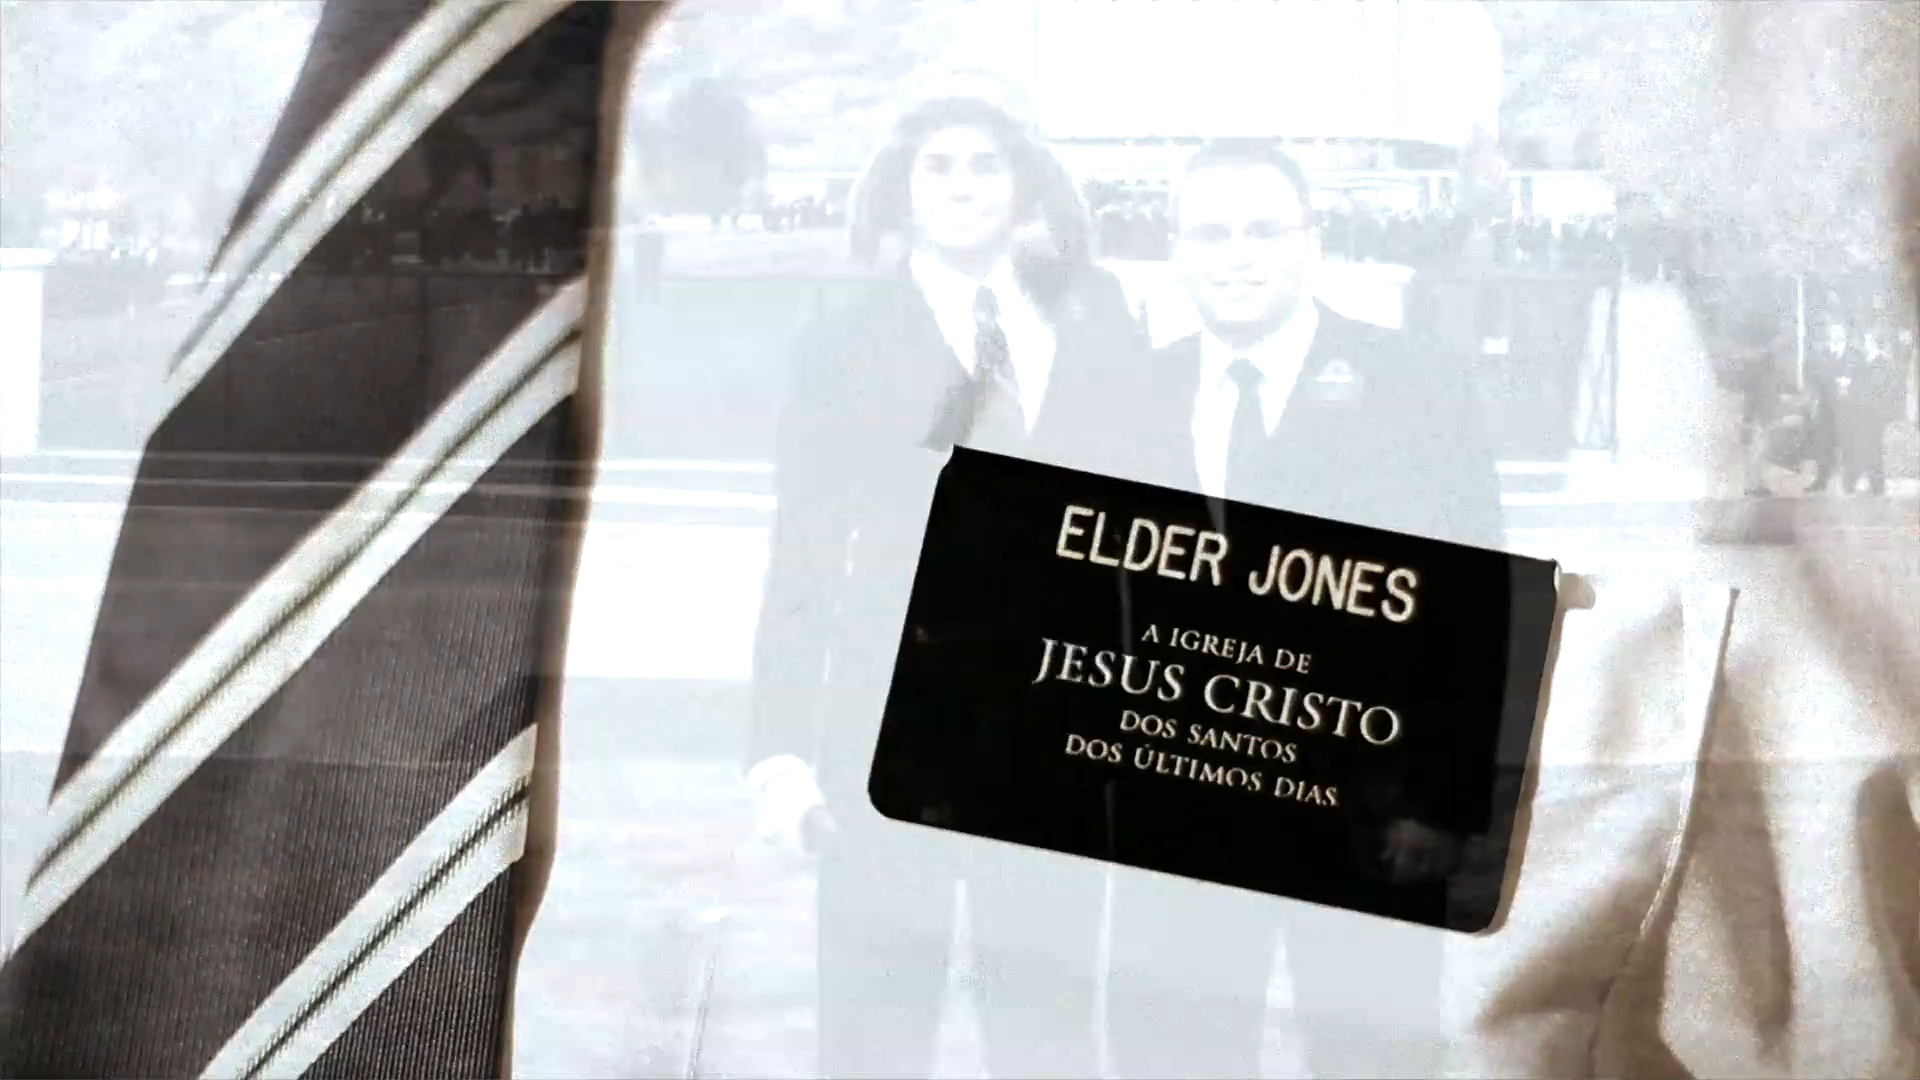 ELDER JONES
A IGREJA DE
JESUS CRISTO
DOS SANTOS
DOS ÚLTIMOS DIAS